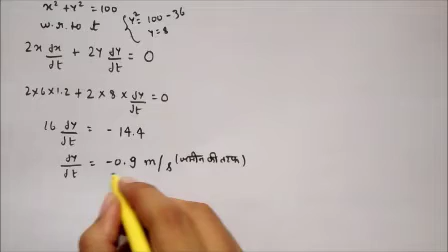 x² + y² = 100
w.r. to t
{ y² = 100 - 36
y = 8
2x dx/dt + 2y dy/dt = 0
2×6×1.2 + 2×8× dy/dt = 0
16 dy/dt = - 14.4
dy/dt = -0.9 m/s (जमीन की तरफ)